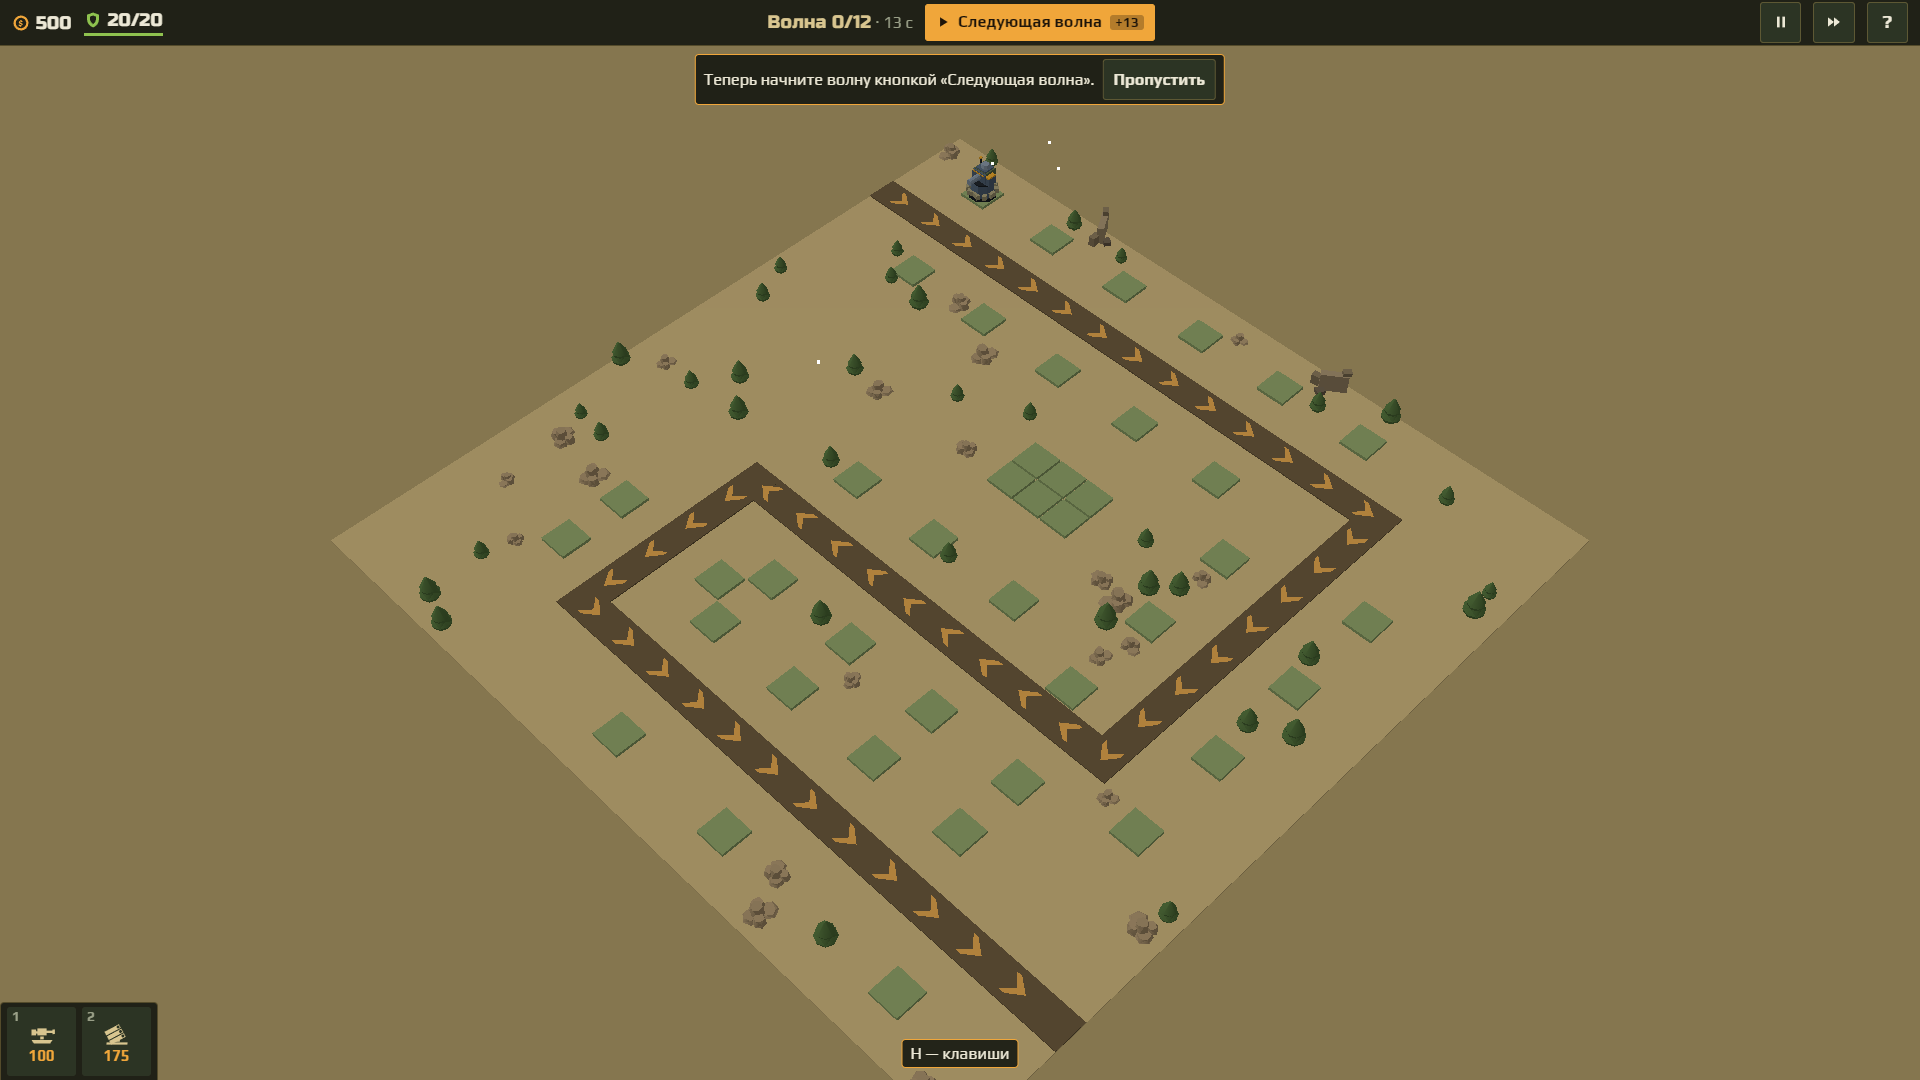 500 20/20 Волна 0/12 · 13 с Следующая волна +13 ?
Теперь начните волну кнопкой «Следующая волна». Пропустить
1 2
100 175
H — клавиши